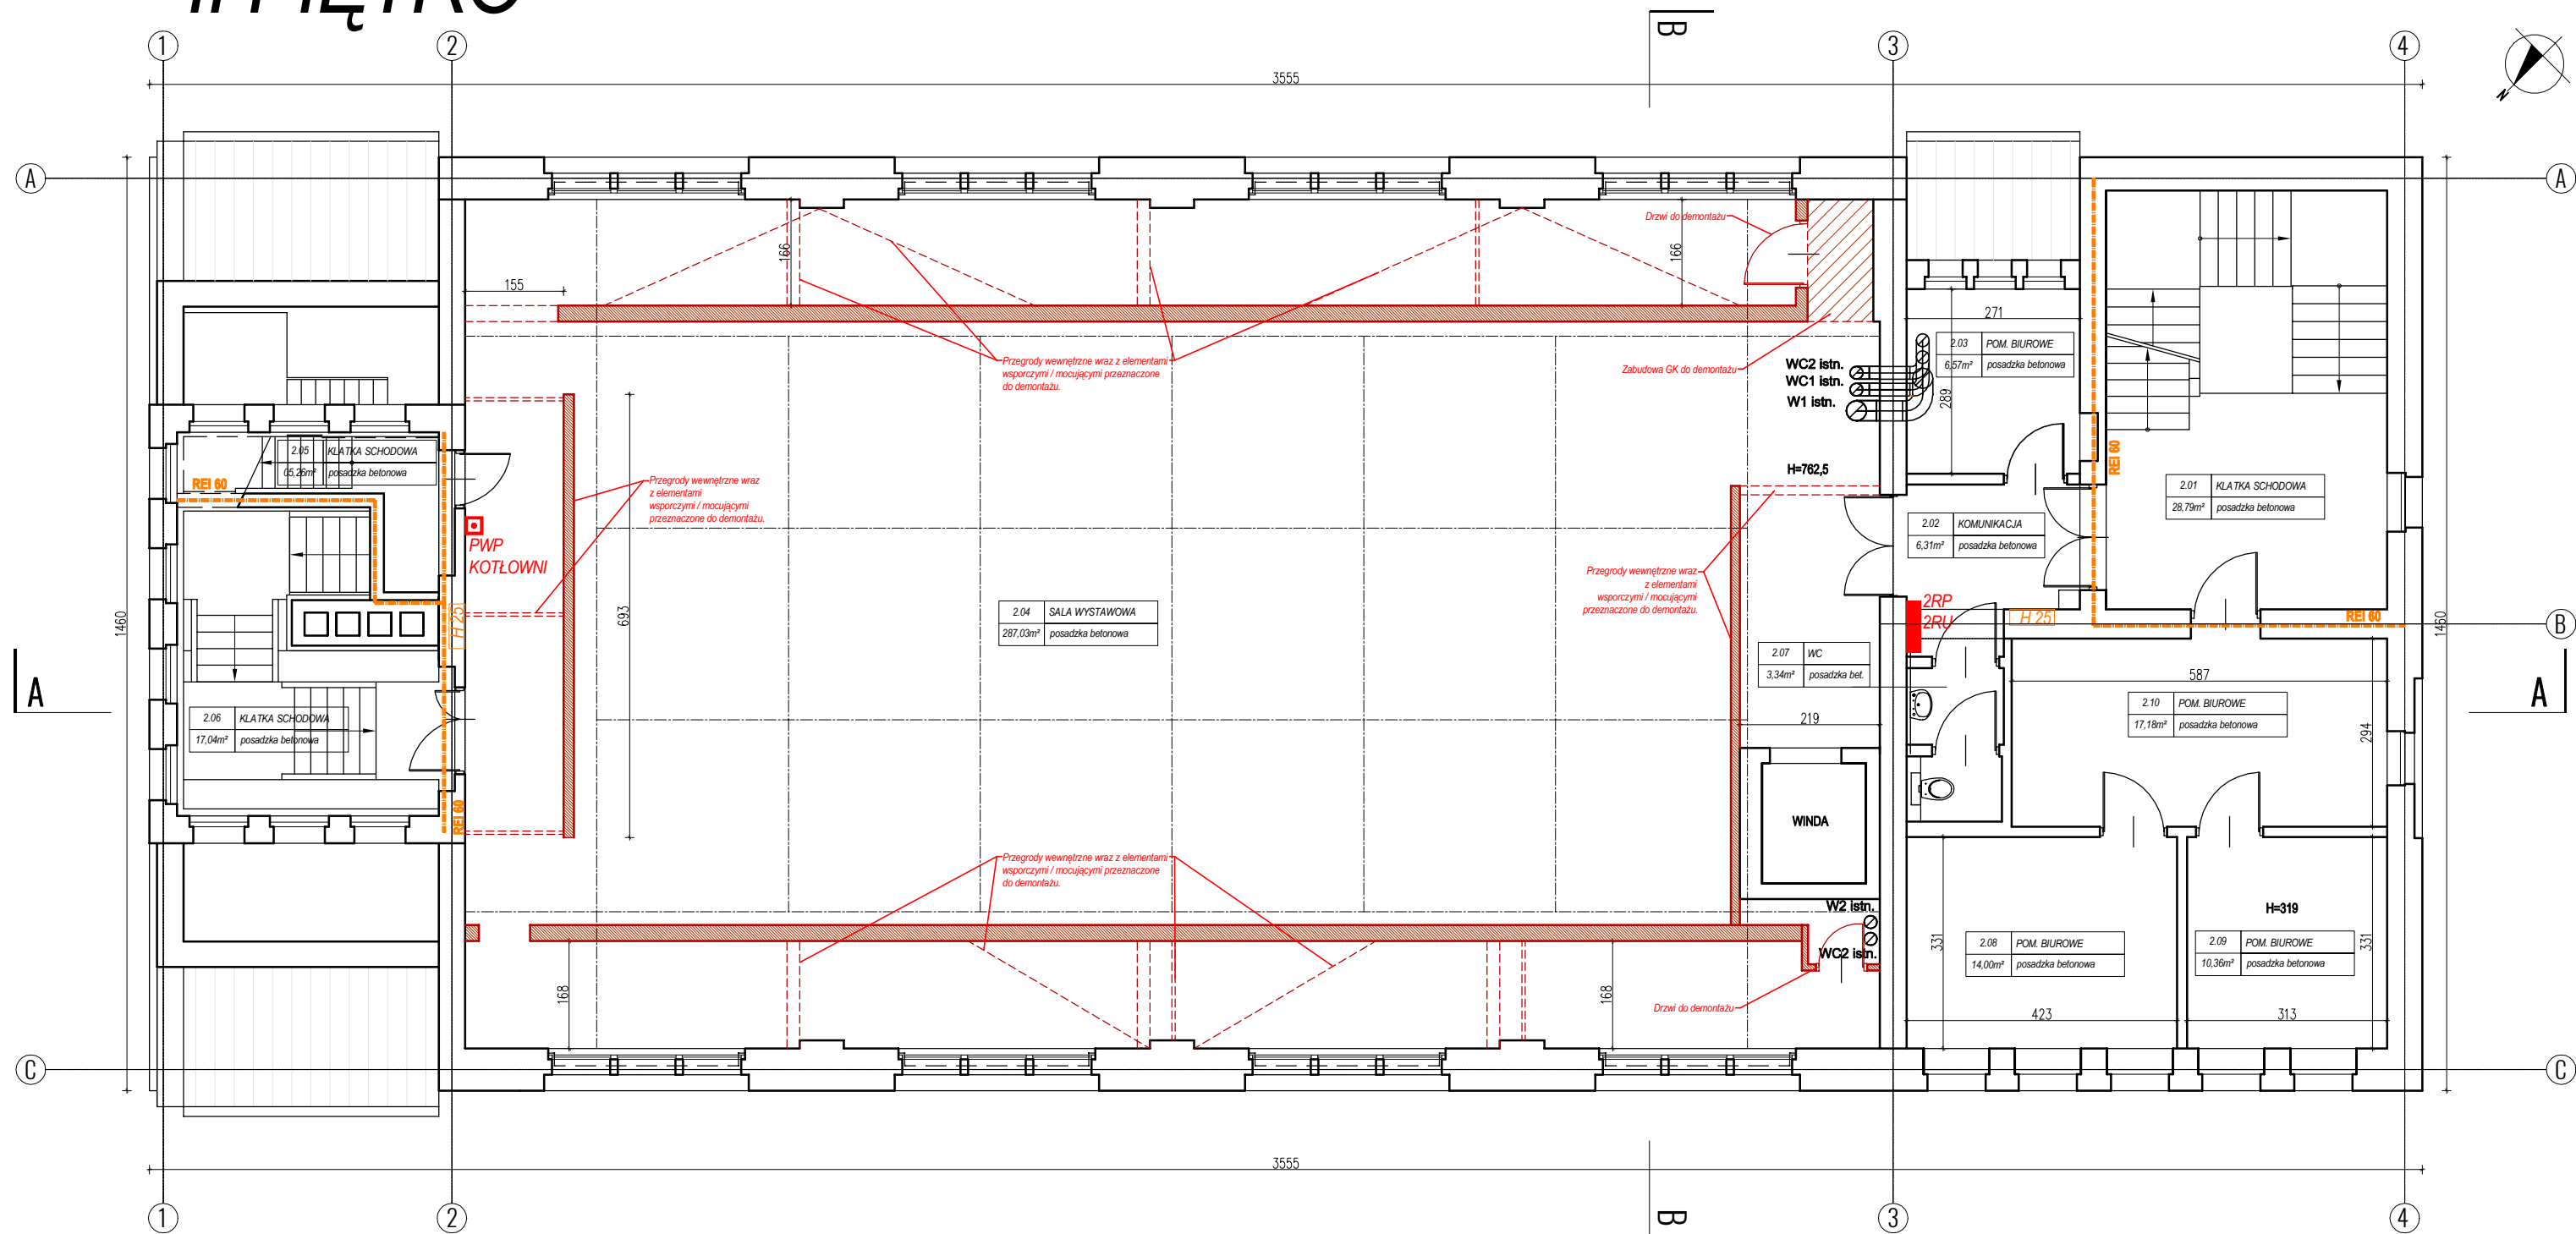 II PIĘTRO
B
1
2
3
4
3555
N
A
A
Drzwi do demontażu
166
166
155
271
2.03 POM. BIUROWE
6,57m² posadzka betonowa
Przegrody wewnętrzne wraz z elementami
wsporczymi / mocującymi przeznaczone
do demontażu.
Zabudowa GK do demontażu
WC2 istn.
WC1 istn.
W1 istn.
289
2.05 KLATKA SCHODOWA
05,26m² posadzka betonowa
REI 60
REI 60
H=762,5
Przegrody wewnętrzne wraz
z elementami
wsporczymi / mocującymi
przeznaczone do demontażu.
2.01 KLATKA SCHODOWA
28,79m² posadzka betonowa
2.02 KOMUNIKACJA
6,31m² posadzka betonowa
PWP
KOTŁOWNI
Przegrody wewnętrzne wraz
z elementami
wsporczymi / mocującymi
przeznaczone do demontażu.
1460
H 25
693
2.04 SALA WYSTAWOWA
287,03m² posadzka betonowa
2RP
2RU
H 25
REI 60
1460
B
2.07 WC
3,34m² posadzka bet.
587
A
A
2.06 KLATKA SCHODOWA
17,04m² posadzka betonowa
219
2.10 POM. BIUROWE
17,18m² posadzka betonowa
294
REI 60
WINDA
Przegrody wewnętrzne wraz z elementami
wsporczymi / mocującymi przeznaczone
do demontażu.
W2 istn.
WC2 istn.
H=319
331
2.08 POM. BIUROWE
14,00m² posadzka betonowa
2.09 POM. BIUROWE
10,36m² posadzka betonowa
331
168
168
Drzwi do demontażu
423
313
C
C
3555
1
2
B
3
4